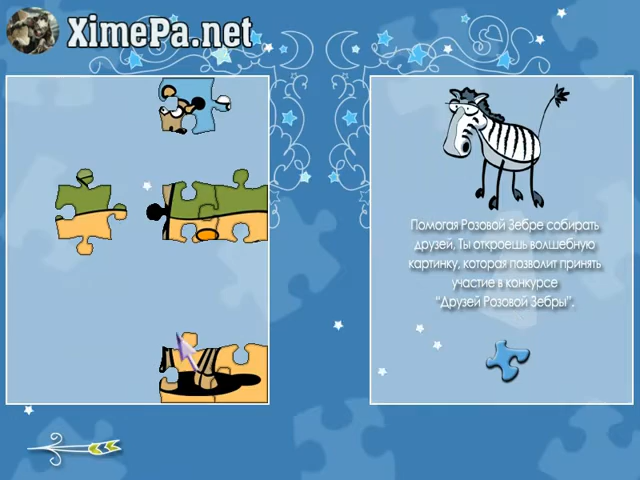 XimePa.net
Помогая Розовой Зебре собирать
друзей, Ты откроешь волшебную
картинку, которая позволит принять
участие в конкурсе
"Друзей Розовой Зебры".